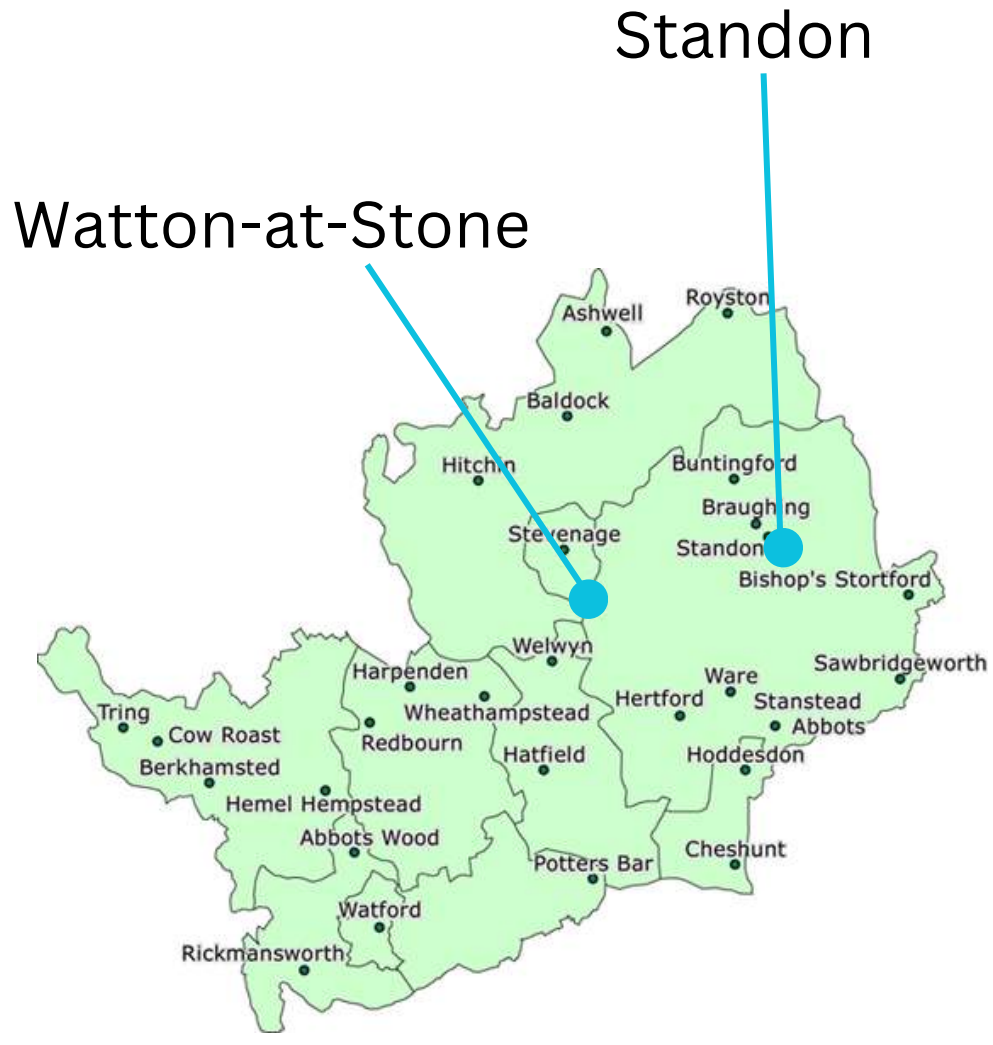 Standon
Watton-at-Stone
Royston
Ashwell
Baldock
Hitchin
Buntingford
Braughing
Stevenage
Standon
Bishop's Stortford
Welwyn
Sawbridgeworth
Harpenden
Ware
Hertford
Stanstead
Abbots
Wheathampstead
Tring
Cow Roast
Redbourn
Hatfield
Hoddesdon
Berkhamsted
Hemel Hempstead
Abbots Wood
Cheshunt
Potters Bar
Watford
Rickmansworth